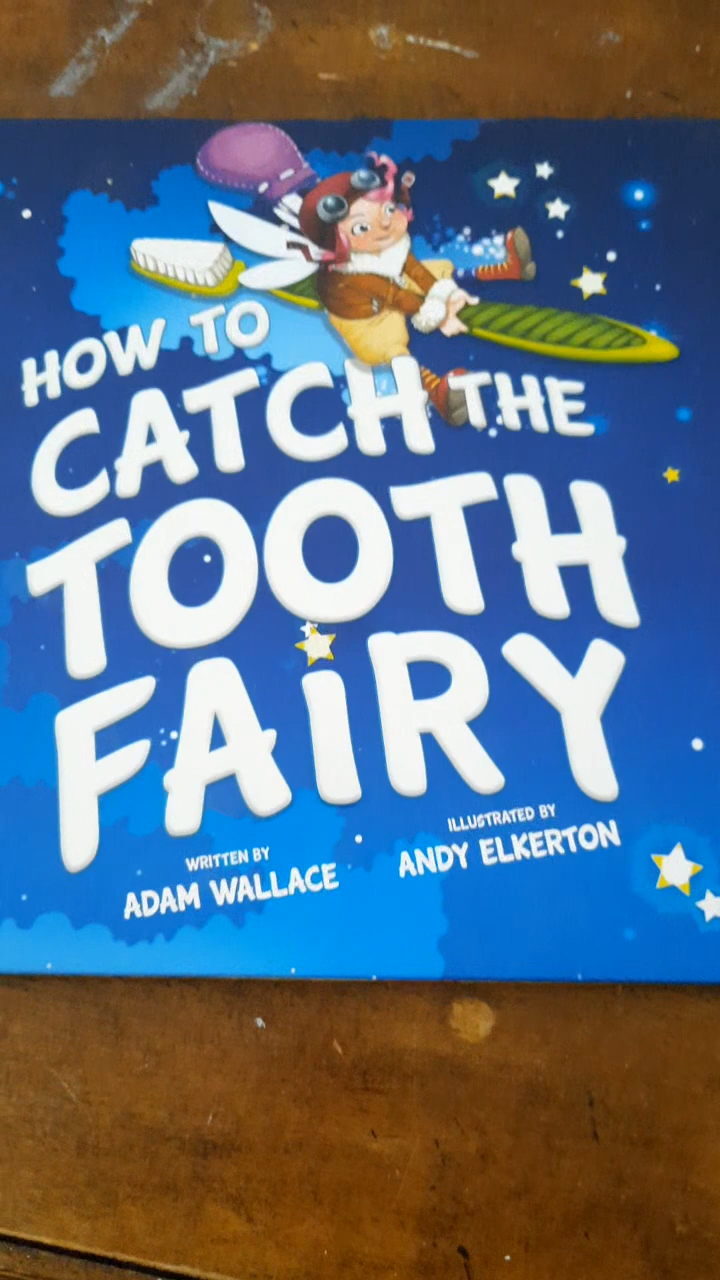 HOW TO
CATCH THE
TOOTH
FAiRY
WRITTEN BY
ADAM WALLACE
ILLUSTRATED BY
ANDY ELKERTON